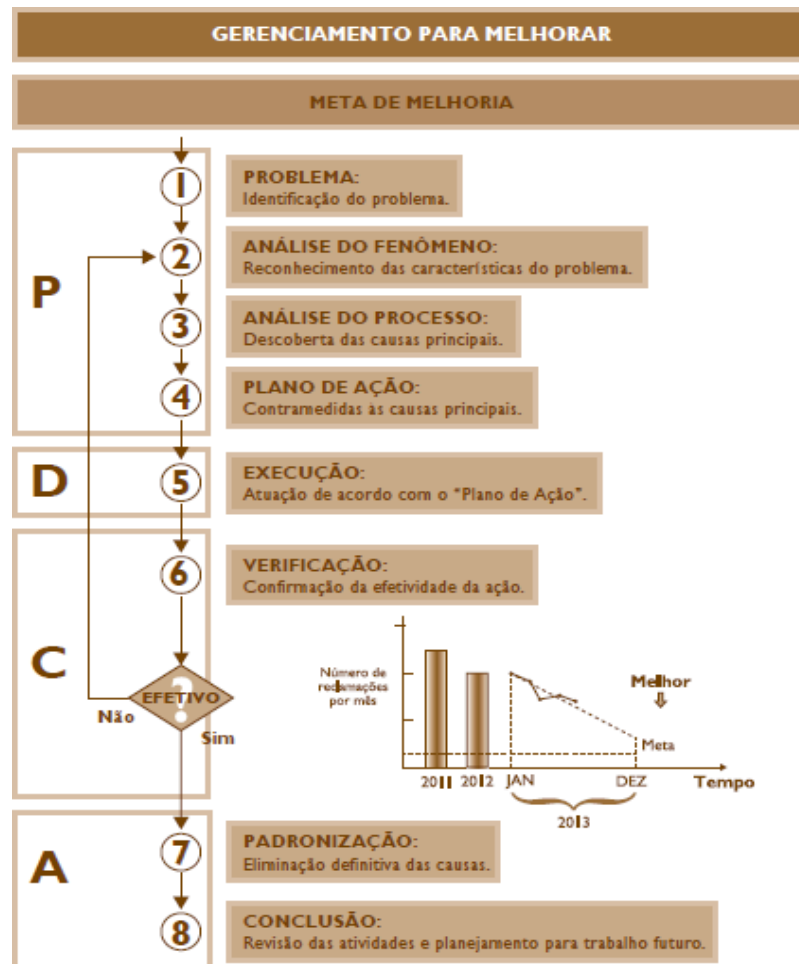 GERENCIAMENTO PARA MELHORAR
META DE MELHORIA
P
1
PROBLEMA:
Identificação do problema.
2
ANÁLISE DO FENÔMENO:
Reconhecimento das características do problema.
3
ANÁLISE DO PROCESSO:
Descoberta das causas principais.
4
PLANO DE AÇÃO:
Contramedidas às causas principais.
D
5
EXECUÇÃO:
Atuação de acordo com o “Plano de Ação”.
C
6
VERIFICAÇÃO:
Confirmação da efetividade da ação.
?
EFETIVO
Não
Sim
Número de
reclamações
por mês
Melhor
Meta
2011
2012
JAN
DEZ
Tempo
2013
A
7
PADRONIZAÇÃO:
Eliminação definitiva das causas.
8
CONCLUSÃO:
Revisão das atividades e planejamento para trabalho futuro.